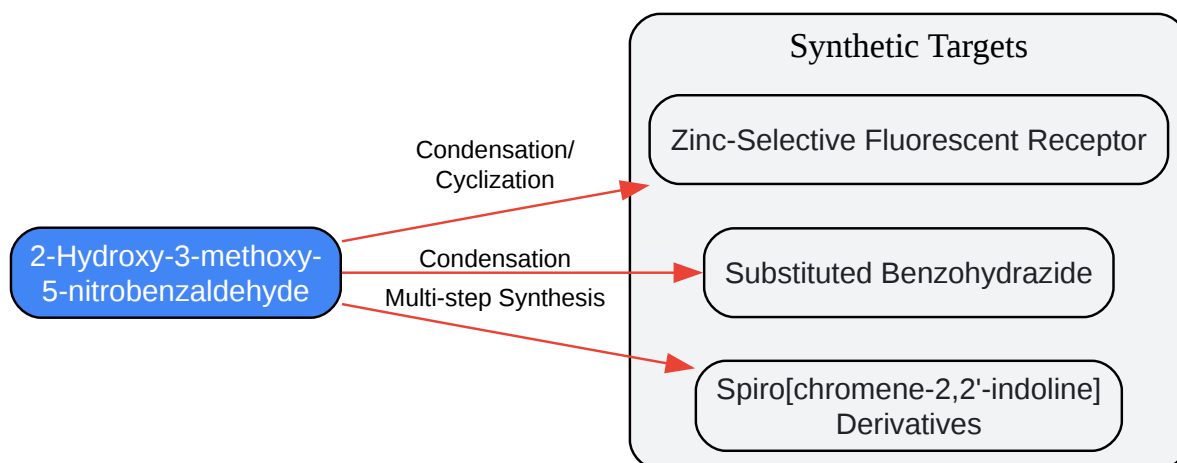 Synthetic Targets
Zinc-Selective Fluorescent Receptor
Condensation/
Cyclization
2-Hydroxy-3-methoxy-
5-nitrobenzaldehyde
Condensation
Substituted Benzohydrazide
Multi-step Synthesis
Spiro[chromene-2,2'-indoline]
Derivatives